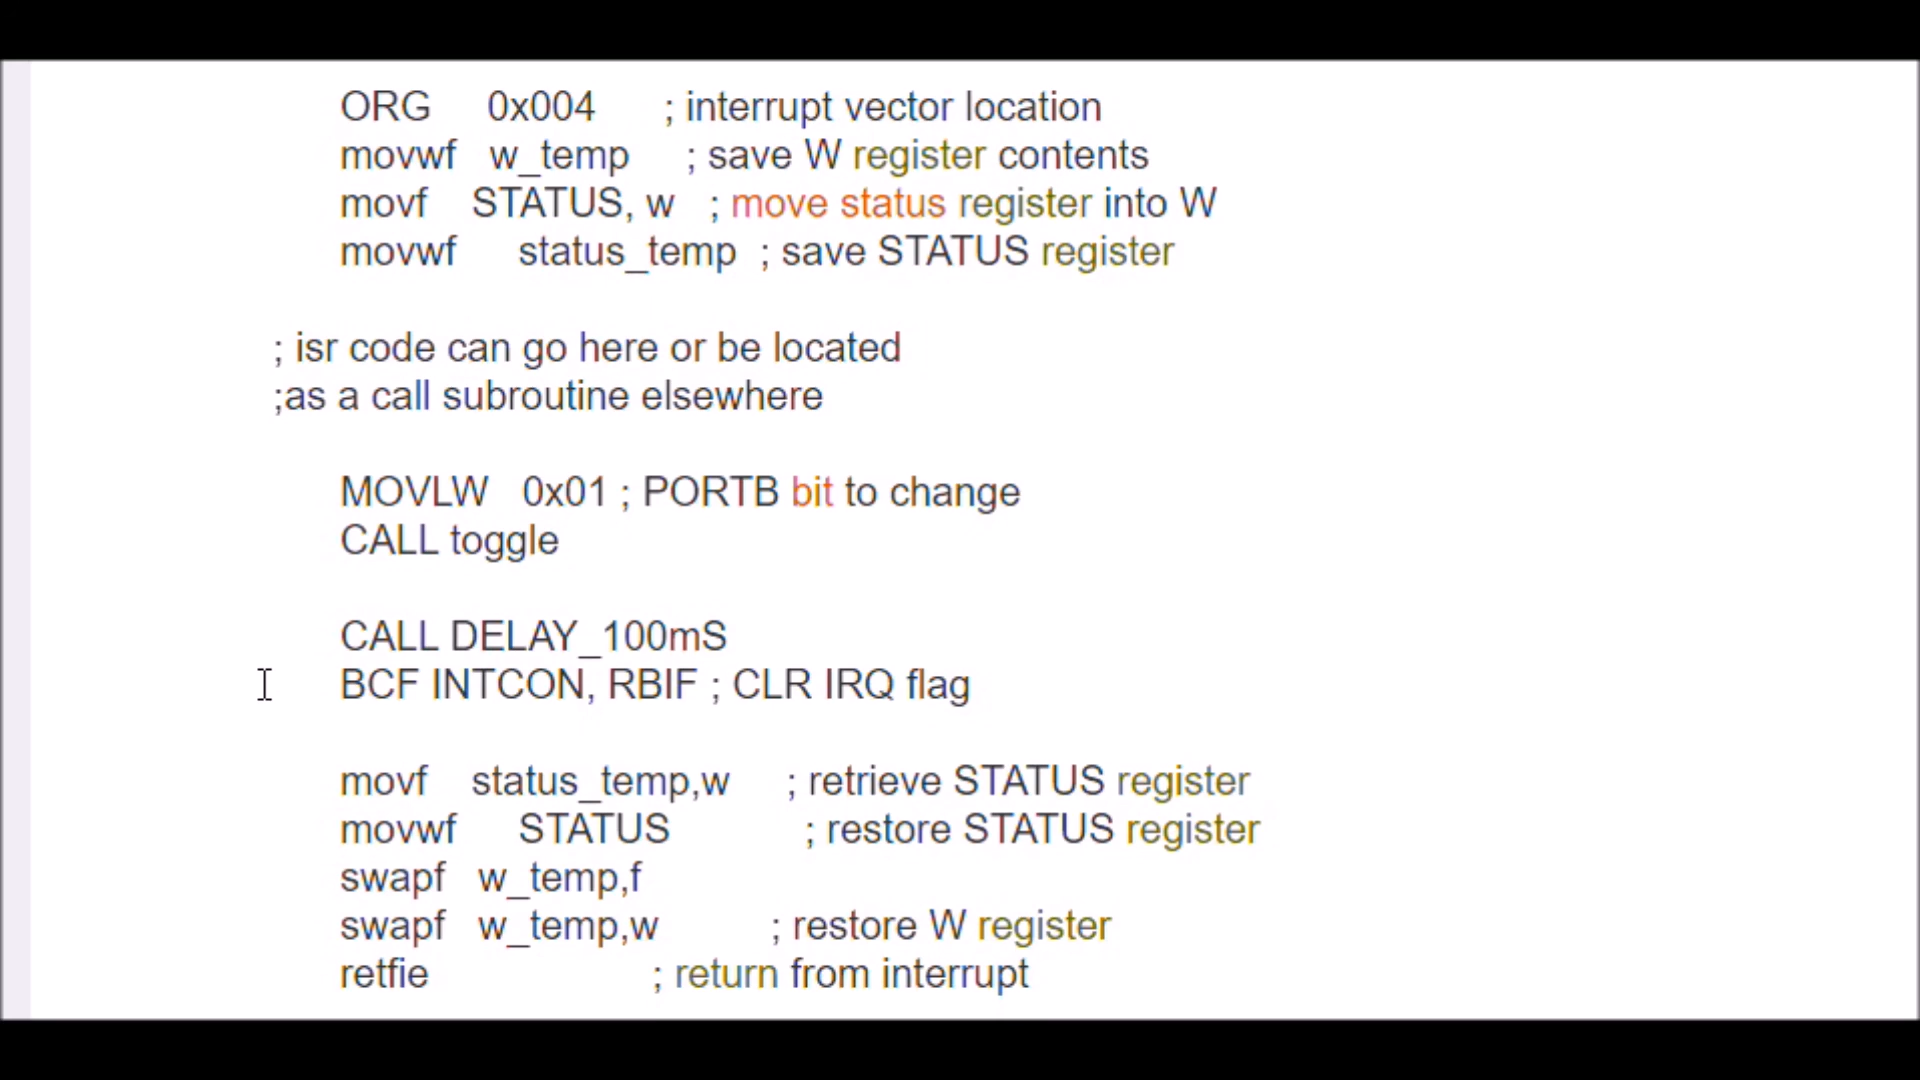 ORG 0x004 ; interrupt vector location
movwf w_temp ; save W register contents
movf STATUS, w ; move status register into W
movwf status_temp ; save STATUS register
; isr code can go here or be located
;as a call subroutine elsewhere
MOVLW 0x01 ; PORTB bit to change
CALL toggle
CALL DELAY_100mS
BCF INTCON, RBIF ; CLR IRQ flag
movf status_temp,w ; retrieve STATUS register
movwf STATUS ; restore STATUS register
swapf w_temp,f
swapf w_temp,w ; restore W register
retfie ; return from interrupt